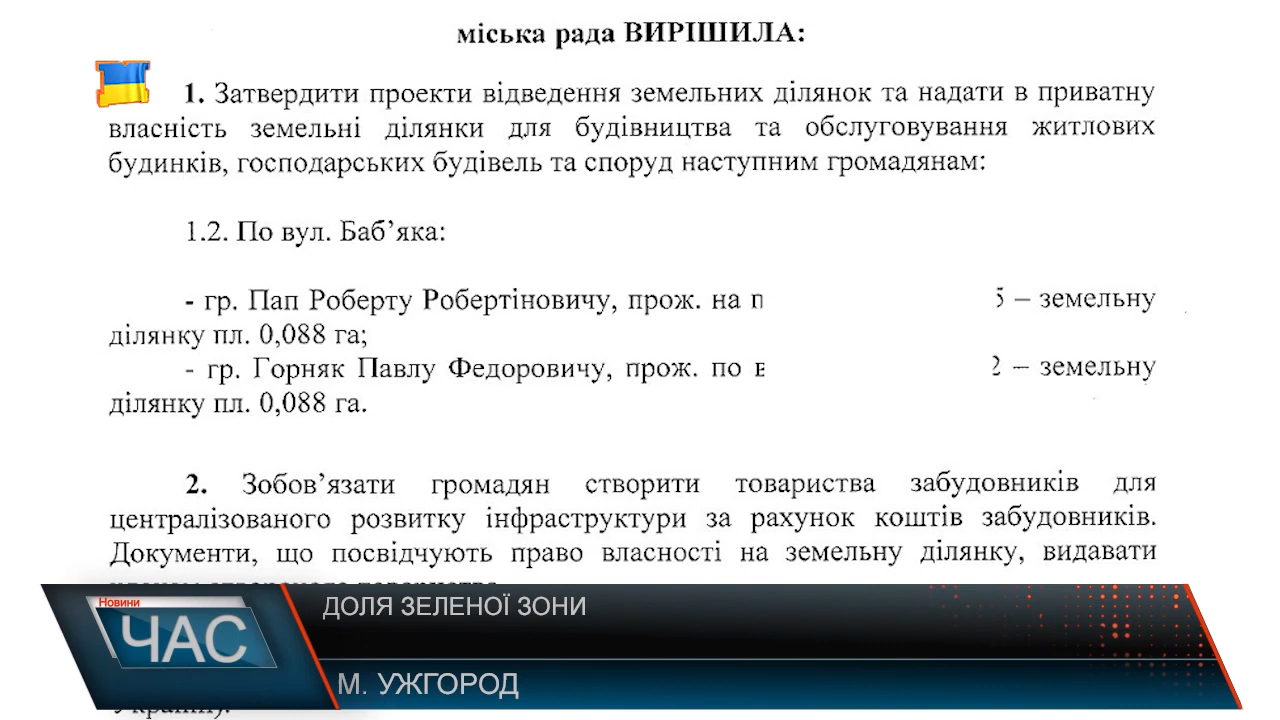 міська рада ВИРІШИЛА:
1. Затвердити проекти відведення земельних ділянок та надати в приватну
власність земельні ділянки для будівництва та обслуговування житлових
будинків, господарських будівель та споруд наступним громадянам:
1.2. По вул. Баб’яка:
- гр. Пап Роберту Робертіновичу, прож. на п 5 – земельну
ділянку пл. 0,088 га;
- гр. Горняк Павлу Федоровичу, прож. по в 2 – земельну
ділянку пл. 0,088 га.
2. Зобов’язати громадян створити товариства забудовників для
централізованого розвитку інфраструктури за рахунок коштів забудовників.
Документи, що посвідчують право власності на земельну ділянку, видавати
Новини
ЧАС
ДОЛЯ ЗЕЛЕНОЇ ЗОНИ
М. УЖГОРОД